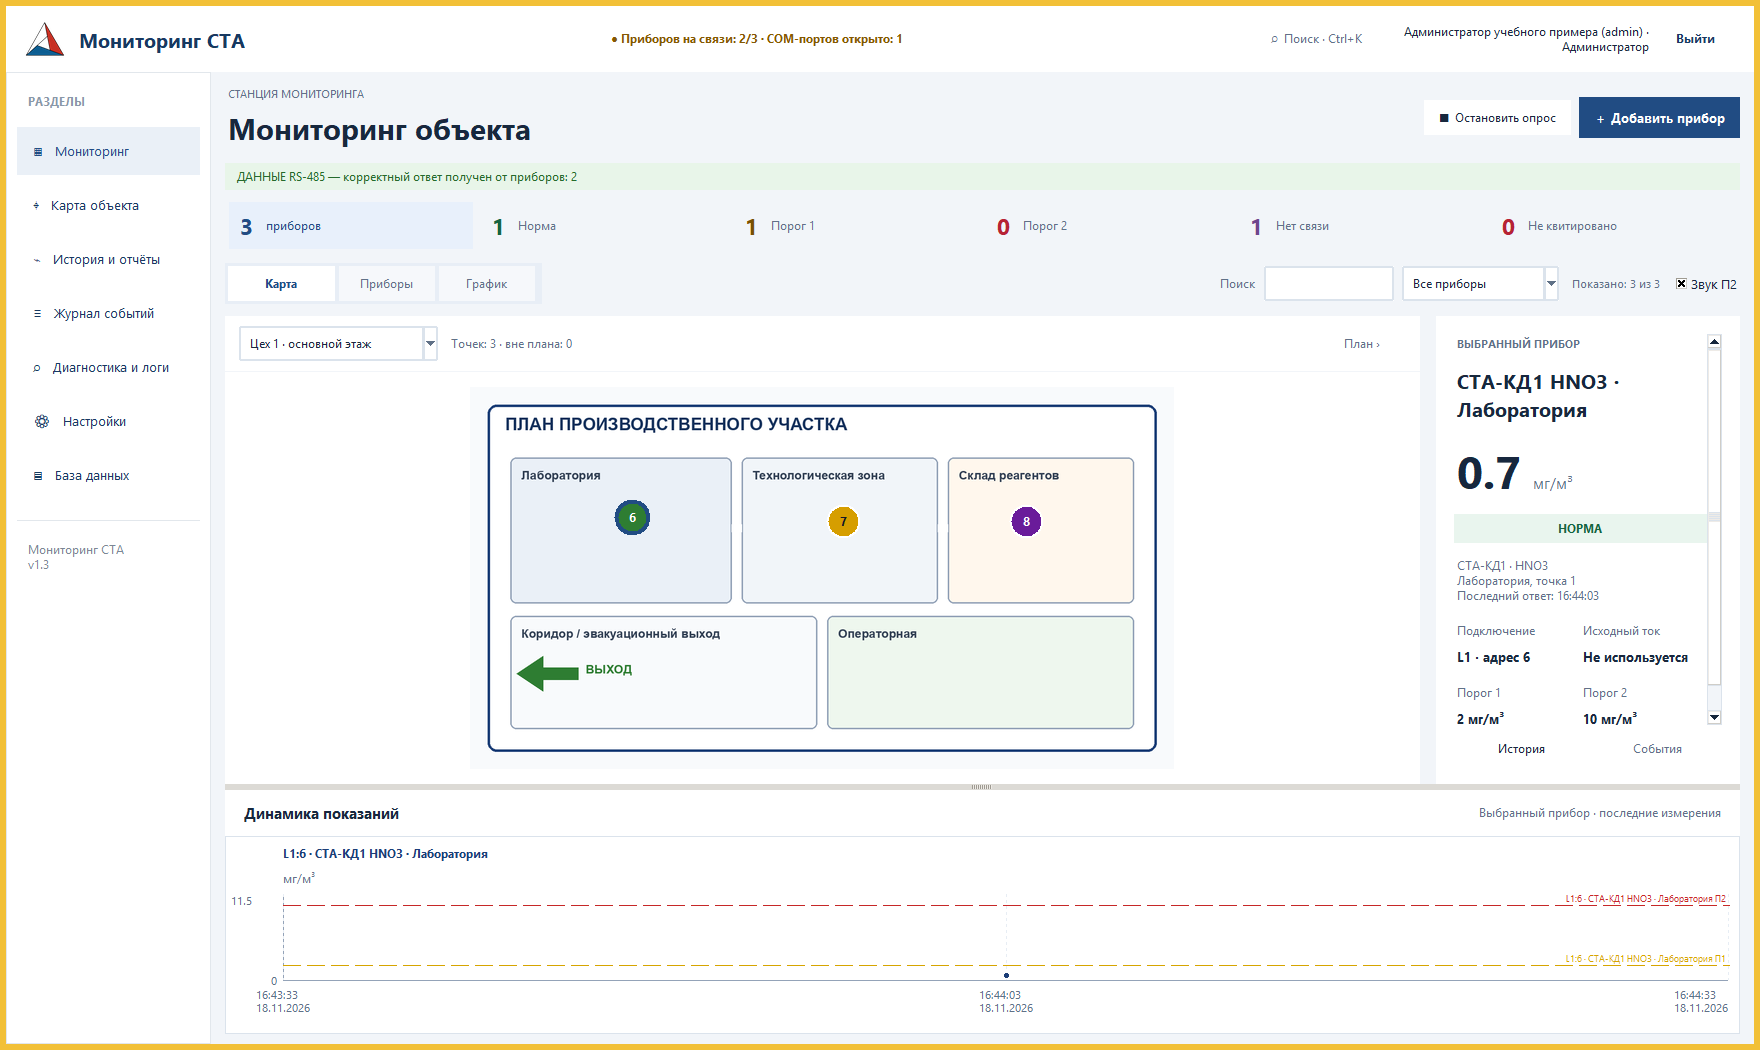 Мониторинг СТА
● Приборов на связи: 2/3 · COM-портов открыто: 1
Поиск · Ctrl+K
Администратор учебного примера (admin) ·
Администратор
Выйти
РАЗДЕЛЫ
Мониторинг
Карта объекта
История и отчёты
Журнал событий
Диагностика и логи
Настройки
База данных
Мониторинг СТА
v1.3
СТАНЦИЯ МОНИТОРИНГА
Мониторинг объекта
■ Остановить опрос
+ Добавить прибор
ДАННЫЕ RS-485 — корректный ответ получен от приборов: 2
3 приборов
1 Норма
1 Порог 1
0 Порог 2
1 Нет связи
0 Не квитировано
Карта
Приборы
График
Поиск
Все приборы
Показано: 3 из 3
Звук П2
Цех 1 · основной этаж
Точек: 3 · вне плана: 0
План ›
ПЛАН ПРОИЗВОДСТВЕННОГО УЧАСТКА
Лаборатория
Технологическая зона
Склад реагентов
6
7
8
Коридор / эвакуационный выход
Операторная
ВЫХОД
ВЫБРАННЫЙ ПРИБОР
СТА-КД1 HNO3 ·
Лаборатория
0.7 мг/м³
НОРМА
СТА-КД1 · HNO3
Лаборатория, точка 1
Последний ответ: 16:44:03
Подключение
Исходный ток
L1 · адрес 6
Не используется
Порог 1
Порог 2
2 мг/м³
10 мг/м³
История
События
Динамика показаний
Выбранный прибор · последние измерения
L1:6 · СТА-КД1 HNO3 · Лаборатория
мг/м³
11.5
L1:6 · СТА-КД1 HNO3 · Лаборатория П2
L1:6 · СТА-КД1 HNO3 · Лаборатория П1
0
16:43:33
18.11.2026
16:44:03
18.11.2026
16:44:33
18.11.2026